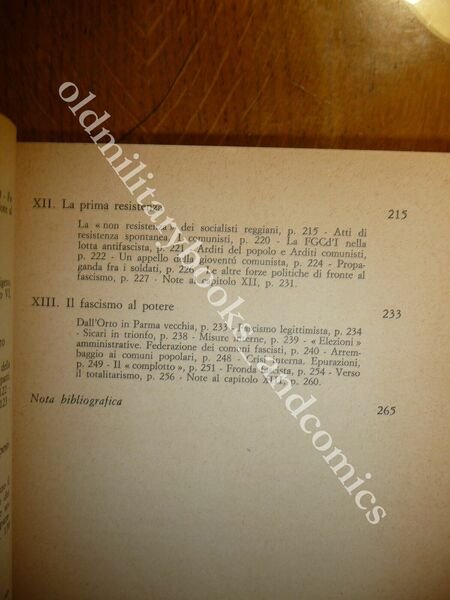 XII. La prima resistenza 215
La « non resistenza » dei socialisti reggiani, p. 215 - Atti di
resistenza spontanea. I comunisti, p. 220 - La FGCd'I nella
lotta antifascista, p. 221 - Arditi del popolo e Arditi comunisti,
p. 222 - Un appello della gioventù comunista, p. 224 - Propa-
ganda fra i soldati, p. 226 - Le altre forze politiche di fronte al
fascismo, p. 227 - Note al capitolo XII, p. 231.
XIII. Il fascismo al potere 233
Dall'Orto in Parma vecchia, p. 233 - Fascismo legittimista, p. 234
- Sicari in trionfo, p. 238 - Misure interne, p. 239 - « Elezioni »
amministrative. Federazione dei comuni fascisti, p. 240 - Arrem-
baggio ai comuni popolari, p. 248 - Crisi interna. Epurazioni,
p. 249 - Il « complotto », p. 251 - Fronda fascista, p. 254 - Verso
il totalitarismo, p. 256 - Note al capitolo XIII, p. 260.
Nota bibliografica 265
oldmilitarybooks_andcomics